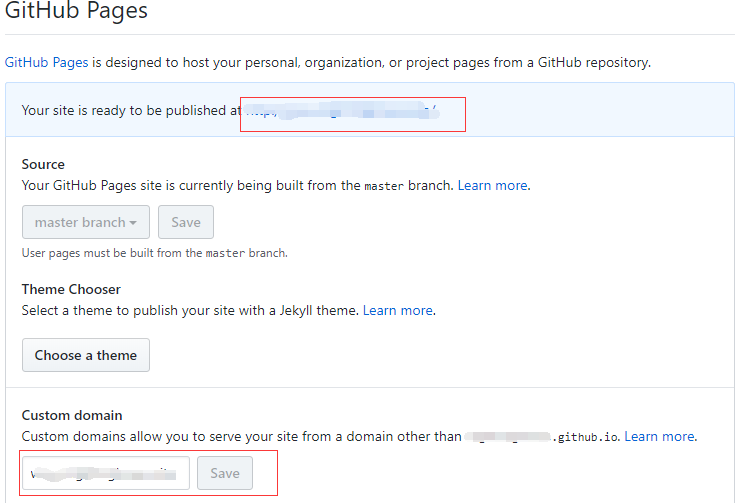 GitHub Pages
GitHub Pages is designed to host your personal, organization, or project pages from a GitHub repository.
Your site is ready to be published at
Source
Your GitHub Pages site is currently being built from the master branch. Learn more.
master branch Save
User pages must be built from the master branch.
Theme Chooser
Select a theme to publish your site with a Jekyll theme. Learn more.
Choose a theme
Custom domain
Custom domains allow you to serve your site from a domain other than .github.io. Learn more.
Save